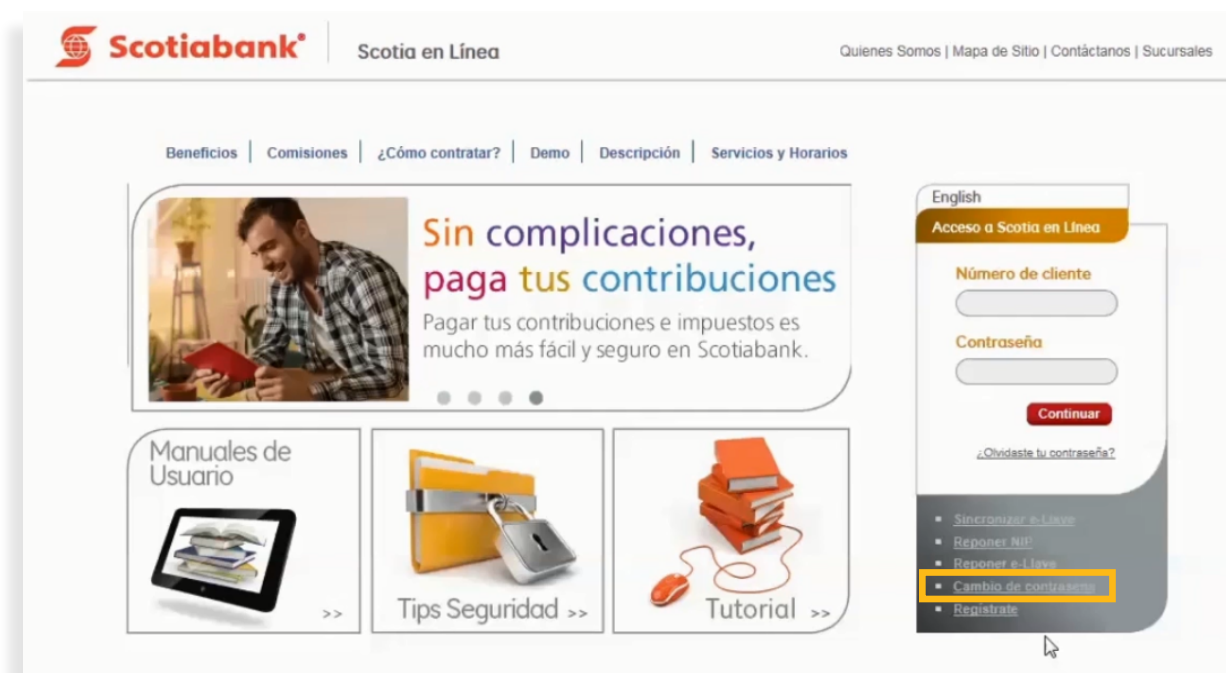 Scotiabank®
Scotia en Línea
Quienes Somos | Mapa de Sitio | Contáctanos | Sucursales
Beneficios | Comisiones | ¿Cómo contratar? | Demo | Descripción | Servicios y Horarios
Sin complicaciones,
paga tus contribuciones
Pagar tus contribuciones e impuestos es
mucho más fácil y seguro en Scotiabank.
Manuales de
Usuario
>>
Tips Seguridad >>
Tutorial >>
English
Acceso a Scotia en Línea
Número de cliente
Contraseña
Continuar
¿Olvidaste tu contraseña?
Sincronizar e-Llave
Reponer NIP
Reponer e-Llave
Cambio de contraseña
Regístrate